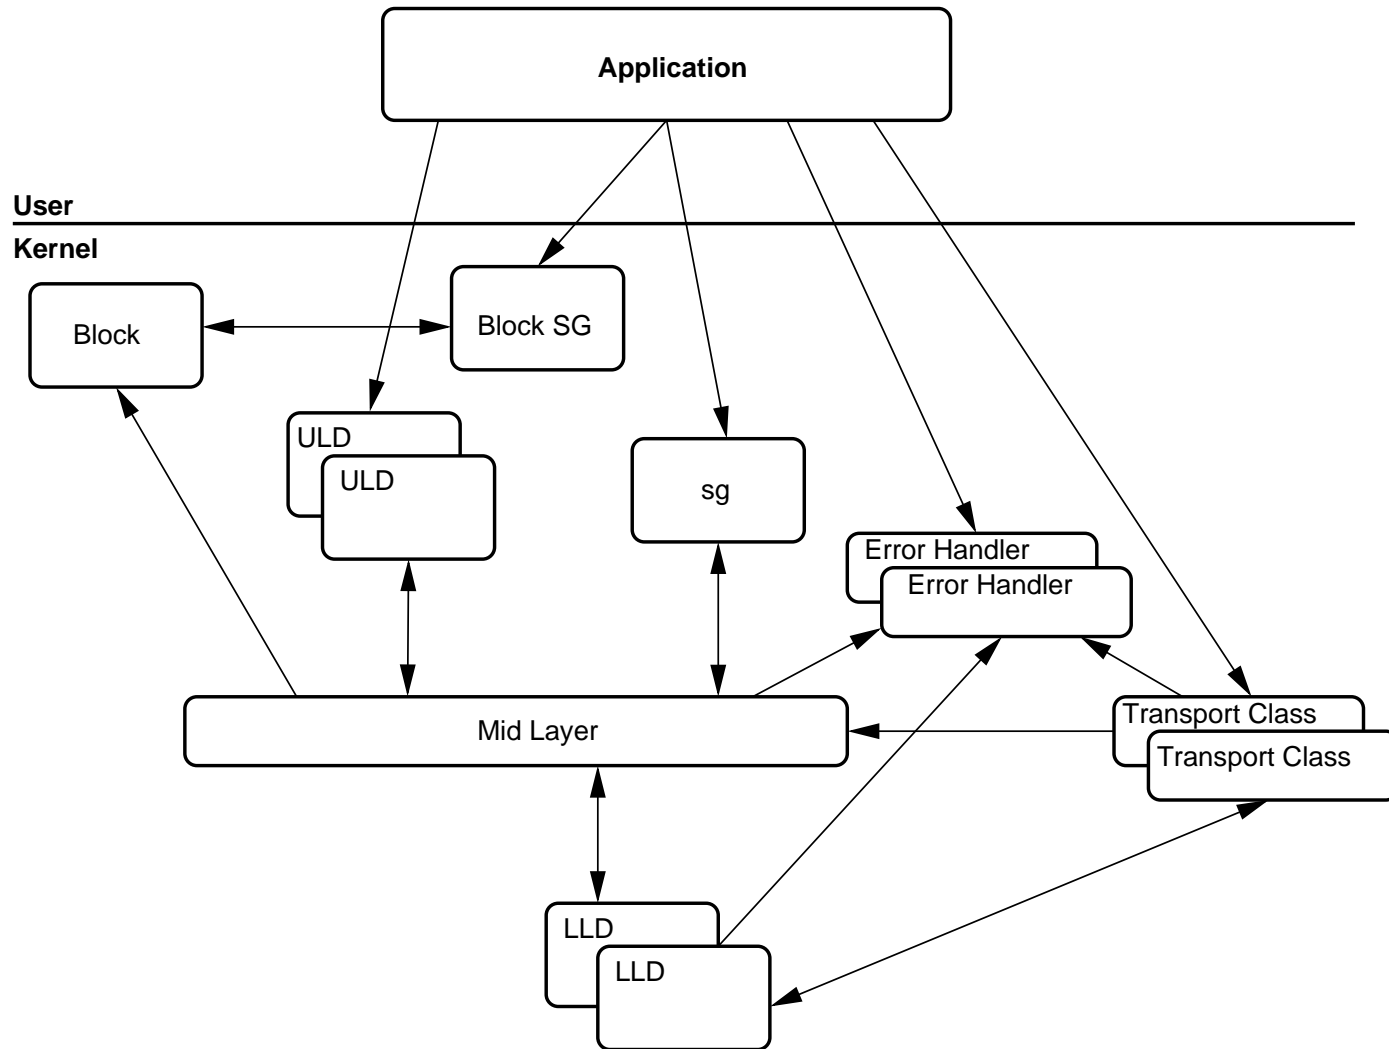 Application
User
Kernel
Block
Block SG
ULD
ULD
sg
Error Handler
Error Handler
Mid Layer
Transport Class
Transport Class
LLD
LLD